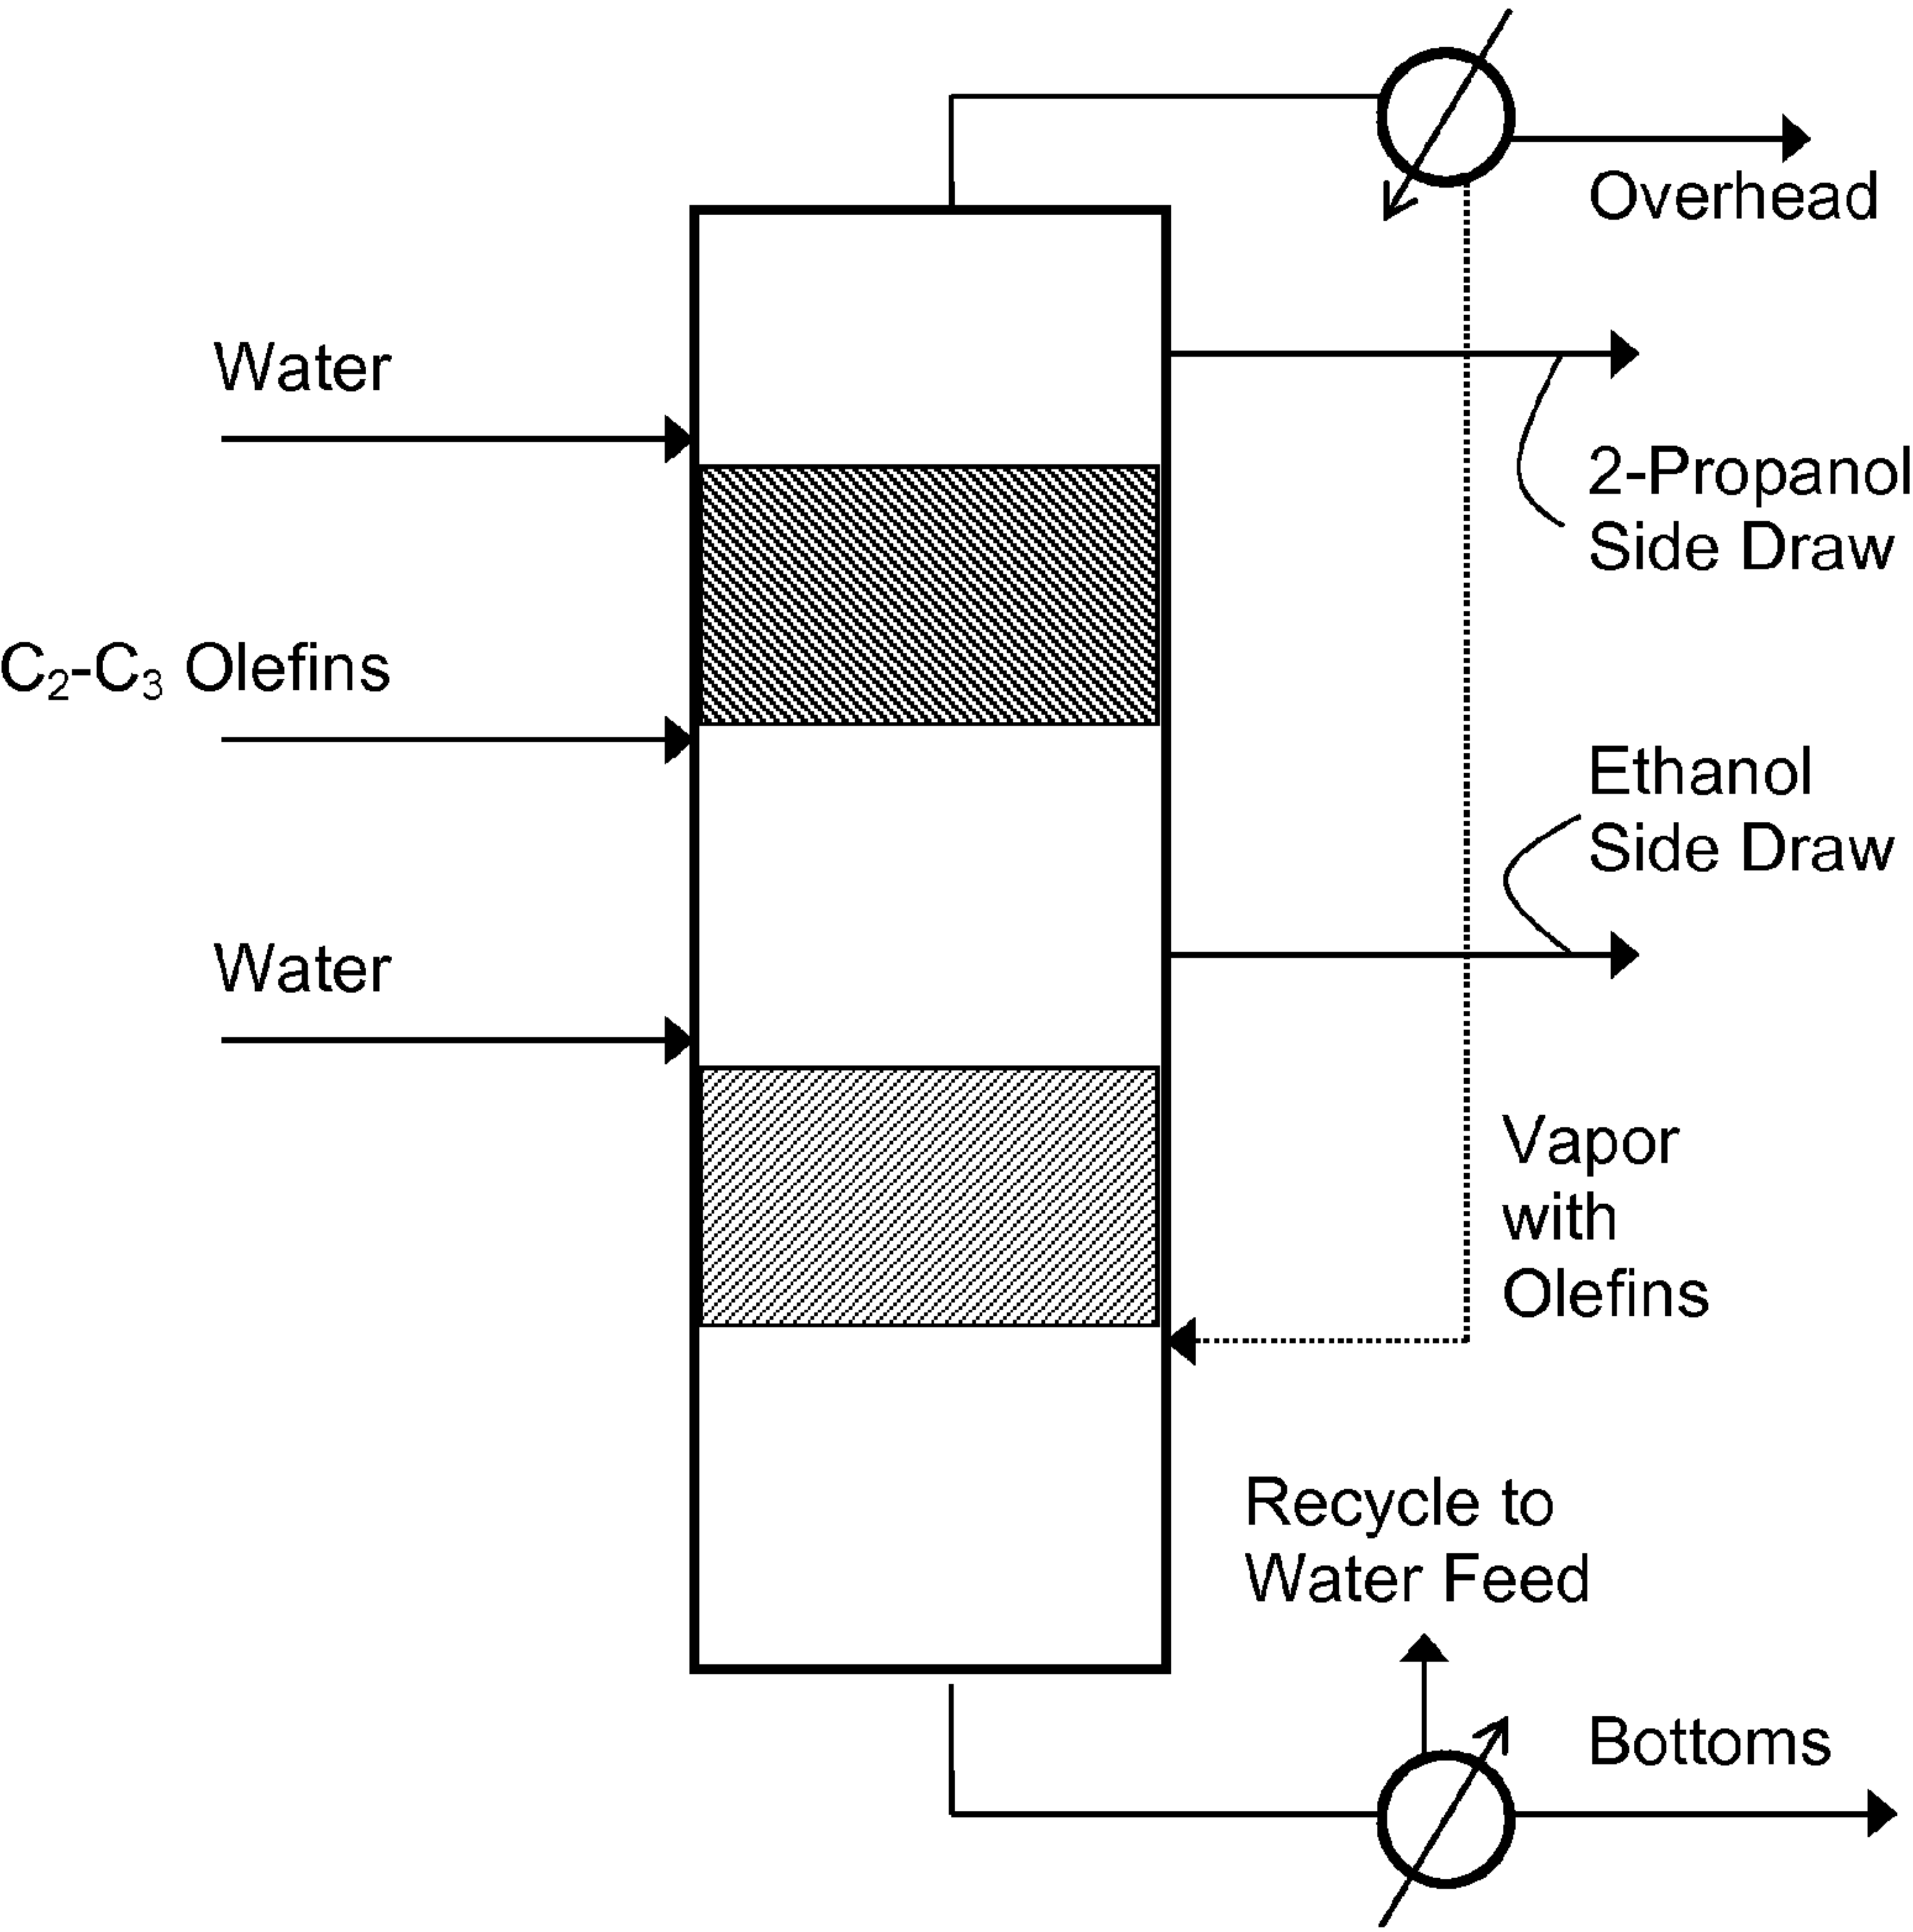 Overhead
Water
2-Propanol
Side Draw
C₂-C₃ Olefins
Ethanol
Side Draw
Water
Vapor
with
Olefins
Recycle to
Water Feed
Bottoms